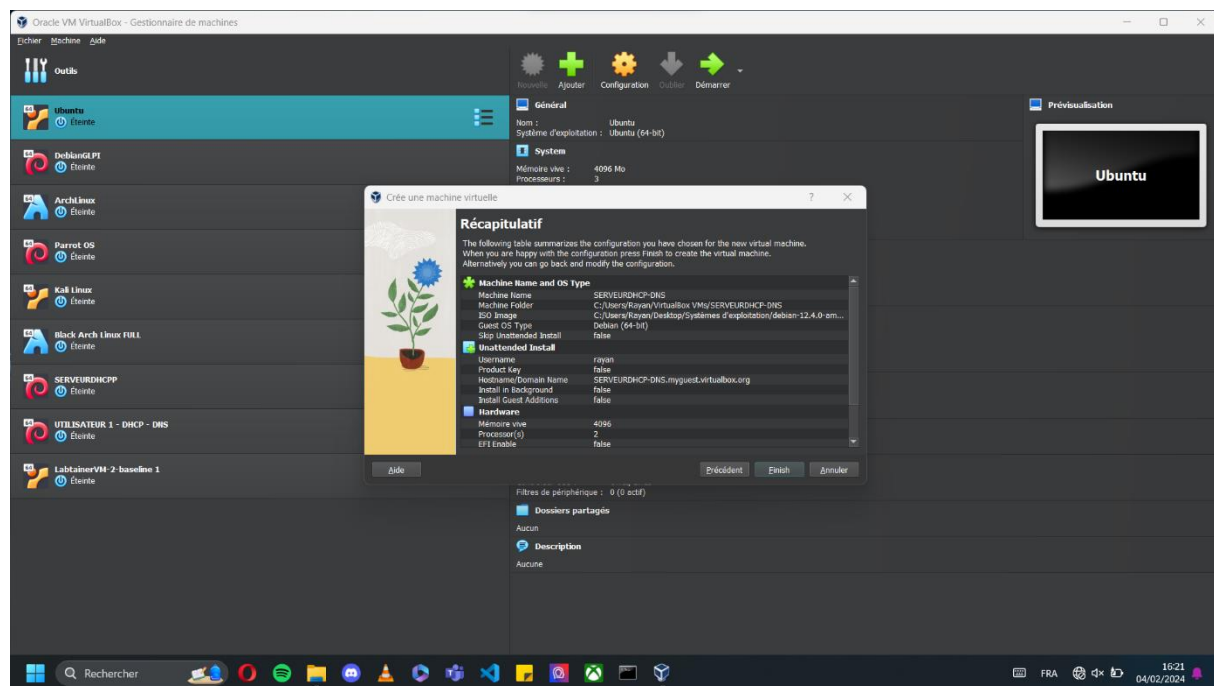 Oracle VM VirtualBox - Gestionnaire de machines
Fichier Machine Aide
Outils
Nouvelle Ajouter Configuration Oublier Démarrer
Ubuntu
Éteinte
DebianGLPI
Éteinte
ArchLinux
Éteinte
Parrot OS
Éteinte
Kali Linux
Éteinte
Black Arch Linux FULL
Éteinte
SERVEURDHCPP
Éteinte
UTILISATEUR 1 - DHCP - DNS
Éteinte
LabtainerVM-2-baseline 1
Éteinte
Général
Nom : Ubuntu
Système d'exploitation : Ubuntu (64-bit)
System
Mémoire vive : 4096 Mo
Processeurs : 3
Prévisualisation
Ubuntu
Crée une machine virtuelle ?
Récapitulatif
The following table summarizes the configuration you have chosen for the new virtual machine.
When you are happy with the configuration press Finish to create the virtual machine.
Alternatively you can go back and modify the configuration.
Machine Name and OS Type
Machine Name SERVEURDHCP-DNS
Machine Folder C:/Users/Rayan/VirtualBox VMs/SERVEURDHCP-DNS
ISO Image C:/Users/Rayan/Desktop/Systèmes d'exploitation/debian-12.4.0-am...
Guest OS Type Debian (64-bit)
Skip Unattended Install false
Unattended Install
Username rayan
Product Key false
Hostname/Domain Name SERVEURDHCP-DNS.myguest.virtualbox.org
Install in Background false
Install Guest Additions false
Hardware
Mémoire vive 4096
Processor(s) 2
EFI Enable false
Aide Précédent Finish Annuler
Filtres de périphérique : 0 (0 actif)
Dossiers partagés
Aucun
Description
Aucune
Rechercher
FRA
16:21
04/02/2024